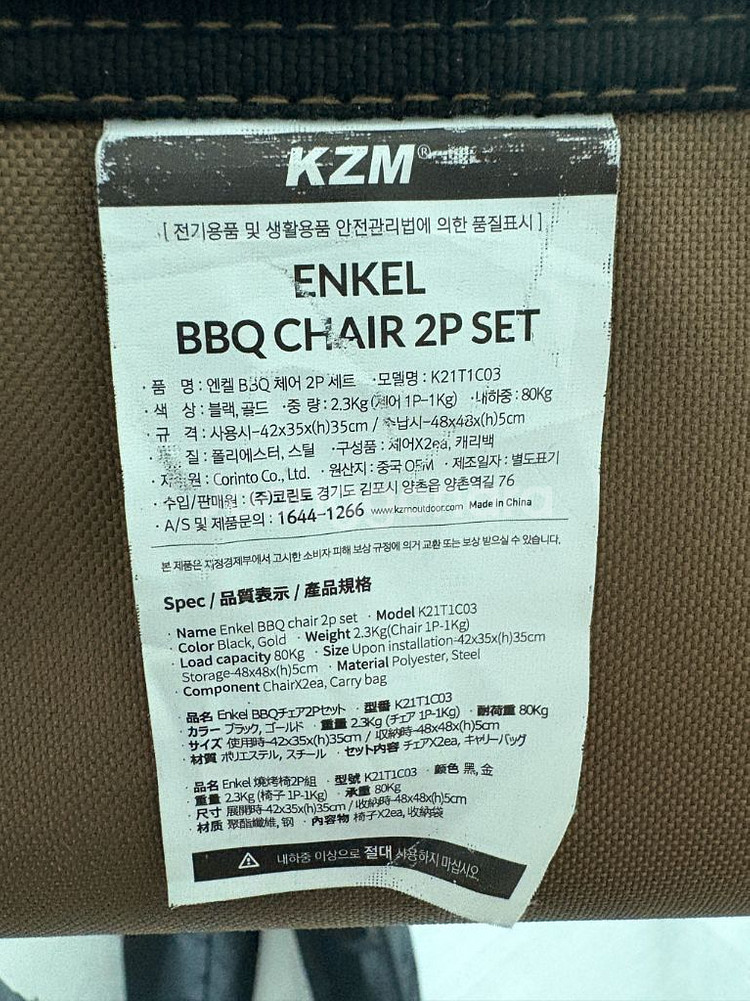 KZM®
[ 전기용품 및 생활용품 안전관리법에 의한 품질표시 ]
ENKEL
BBQ CHAIR 2P SET
· 품 명 : 엔켈 BBQ 체어 2P 세트 · 모델명 : K21T1C03
· 색 상 : 블랙, 골드 · 중 량 : 2.3Kg (체어 1P-1Kg) · 내하중 : 80Kg
· 규 격 : 사용시-42x35x(h)35cm / 수납시-48x48x(h)5cm
질 : 폴리에스터, 스틸 · 구성품 : 체어X2ea, 캐리백
원 : Corinto Co., Ltd. · 원산지 : 중국 OEM · 제조일자 : 별도표기
· 수입/판매원 : (주)코린토 경기도 김포시 양촌읍 양촌역길 76
· A/S 및 제품문의 : 1644-1266 www.kzmoutdoor.com Made in China
본 제품은 재정경제부에서 고시한 소비자 피해 보상 규정에 의거 교환 또는 보상 받으실 수 있습니다.
Spec / 品質表示 / 產品規格
· Name Enkel BBQ chair 2p set · Model K21T1C03
· Color Black, Gold · Weight 2.3Kg(Chair 1P-1Kg)
· Load capacity 80Kg · Size Upon installation-42x35x(h)35cm
Storage-48x48x(h)5cm · Material Polyester, Steel
· Component ChairX2ea, Carry bag
· 品名 Enkel BBQチェア2Pセット · 型番 K21T1C03
· カラー ブラック, ゴールド · 重量 2.3Kg (チェア 1P-1Kg) · 耐荷重 80Kg
· サイズ 使用時-42x35x(h)35cm / 収納時-48x48x(h)5cm
· 材質 ポリエステル, スチール · セット内容 チェアX2ea, キャリーバッグ
· 品名 Enkel 燒烤椅2P組 · 型號 K21T1C03 · 顔色 黑, 金
· 重量 2.3Kg (椅子 1P-1Kg) · 承重 80Kg
· 尺寸 展開時-42x35x(h)35cm / 收納時-48x48x(h)5cm
· 材质 聚酯纖維, 钢 · 內容物 椅子X2ea, 收納袋
내하중 이상으로 절대 사용하지 마십시오